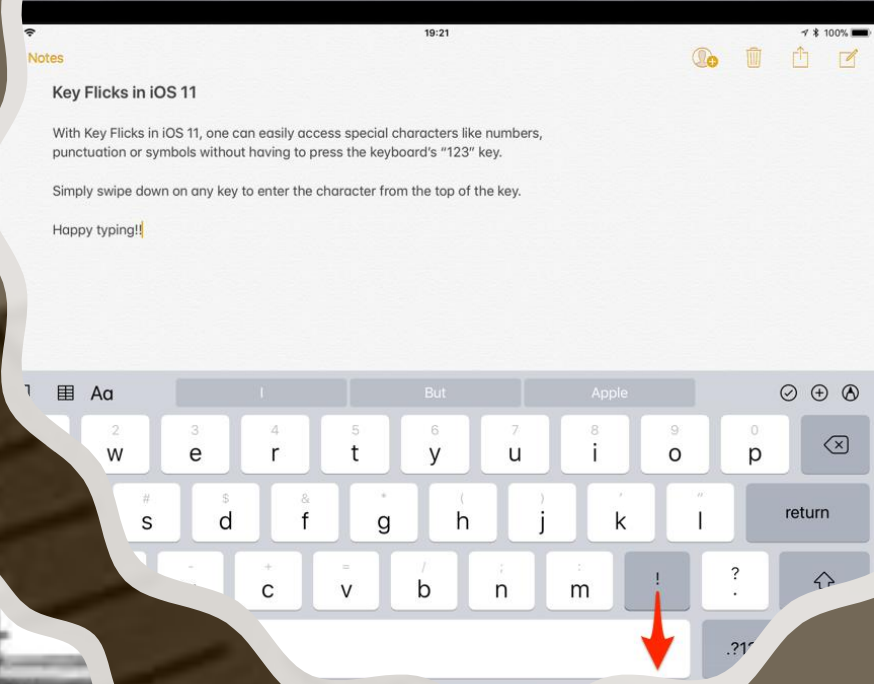 19:21
100%
Notes
Key Flicks in iOS 11
With Key Flicks in iOS 11, one can easily access special characters like numbers,
punctuation or symbols without having to press the keyboard's “123” key.
Simply swipe down on any key to enter the character from the top of the key.
Happy typing!!
Aa I But Apple
2 3 4 5 6 7 8 9 0
w e r t y u i o p
# $ & * ( ) ' "
s d f g h j k l return
- + = / ; : ! ?
c v b n m .